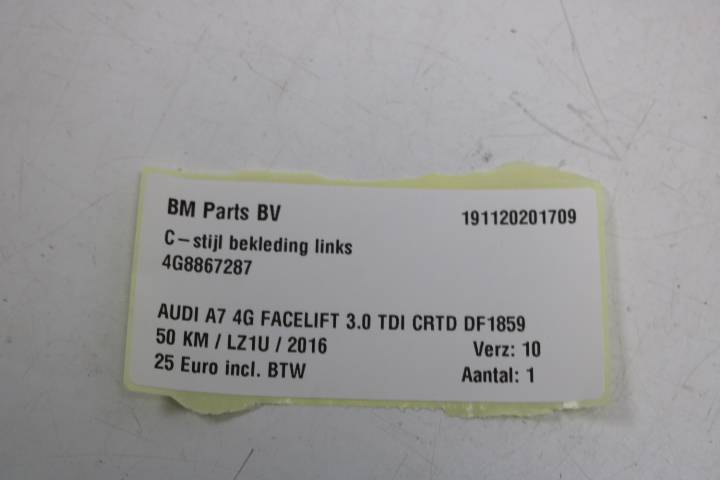 BM Parts BV 191120201709
C-stijl bekleding links
4G8867287
AUDI A7 4G FACELIFT 3.0 TDI CRTD DF1859
50 KM / LZ1U / 2016 Verz: 10
25 Euro incl. BTW Aantal: 1